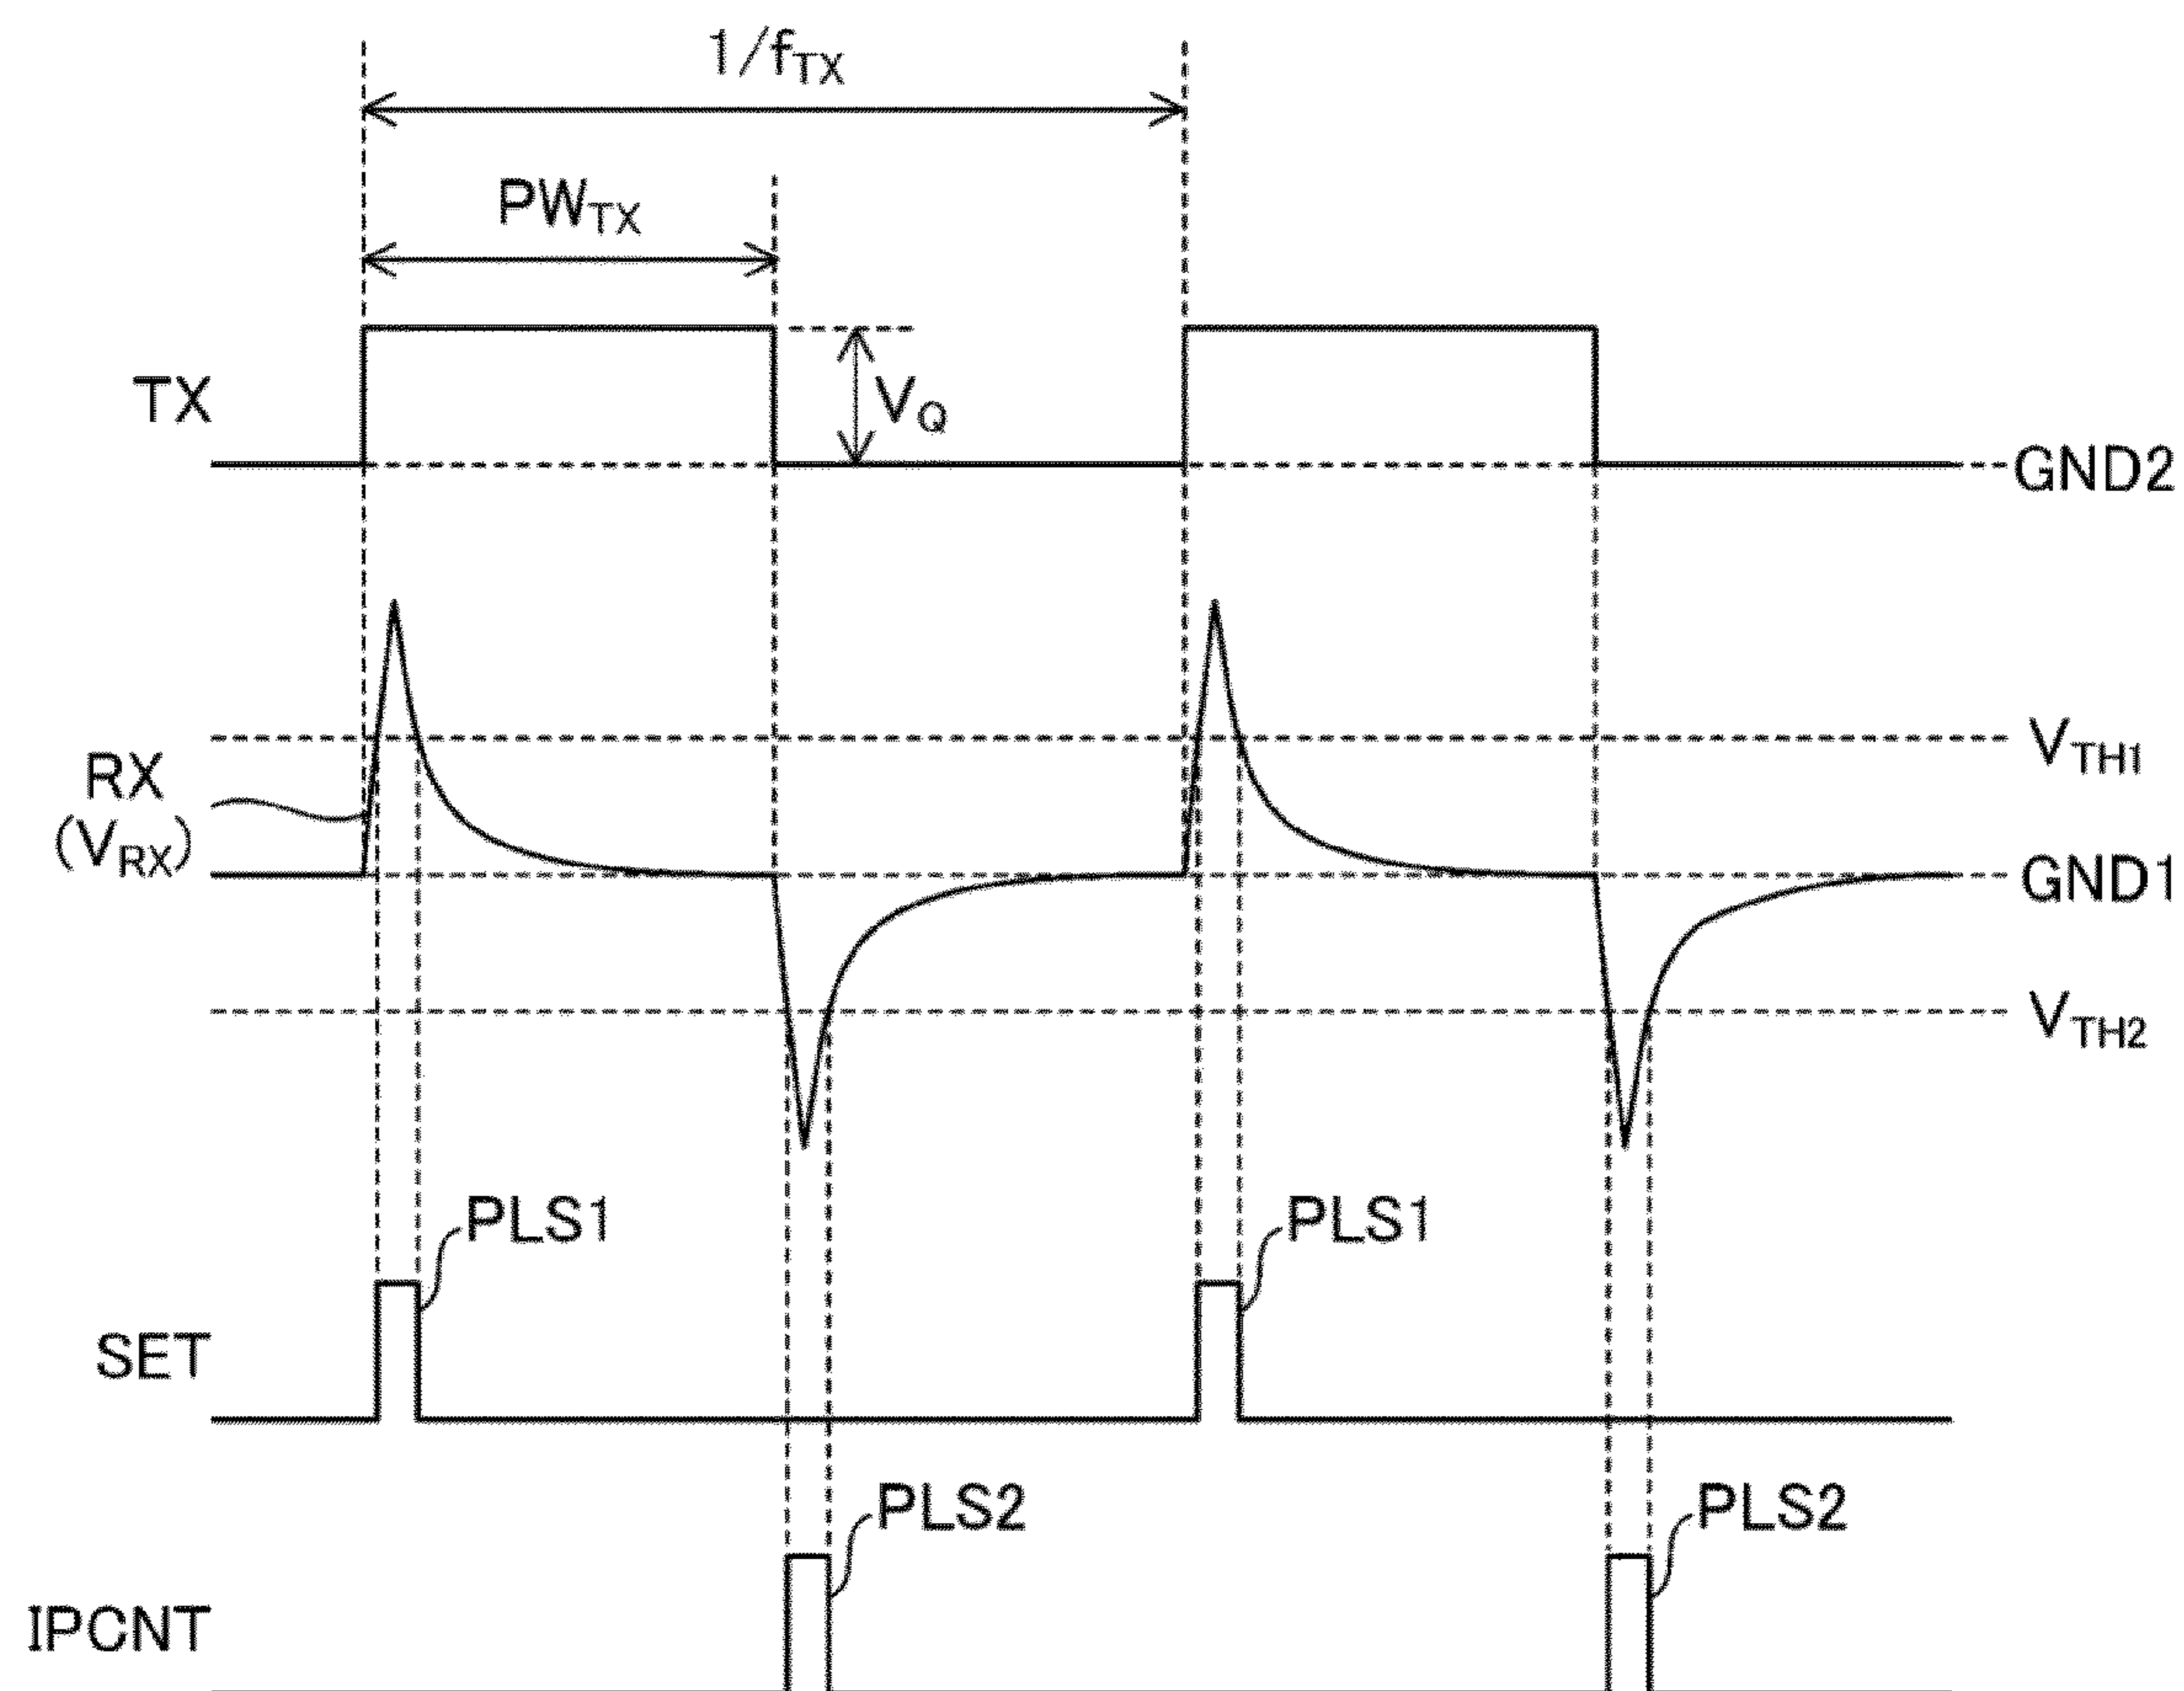 1/fTX
PWTX
TX
VQ
GND2
VTH1
RX
(VRX)
GND1
VTH2
PLS1
PLS1
SET
PLS2
PLS2
IPCNT